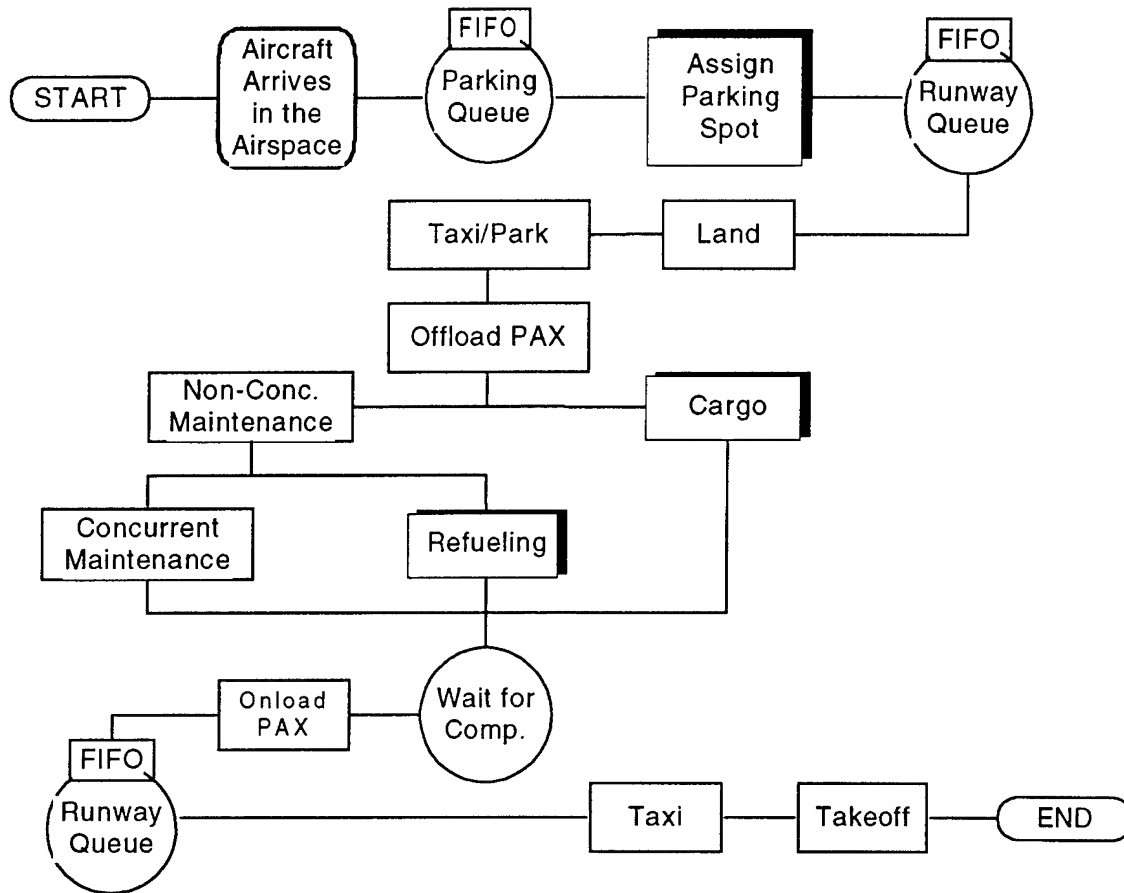 START
Aircraft
Arrives
in the
Airspace
FIFO
Parking
Queue
Assign
Parking
Spot
FIFO
Runway
Queue
Taxi/Park
Land
Offload PAX
Non-Conc.
Maintenance
Cargo
Concurrent
Maintenance
Refueling
Onload
PAX
Wait for
Comp.
FIFO
Runway
Queue
Taxi
Takeoff
END